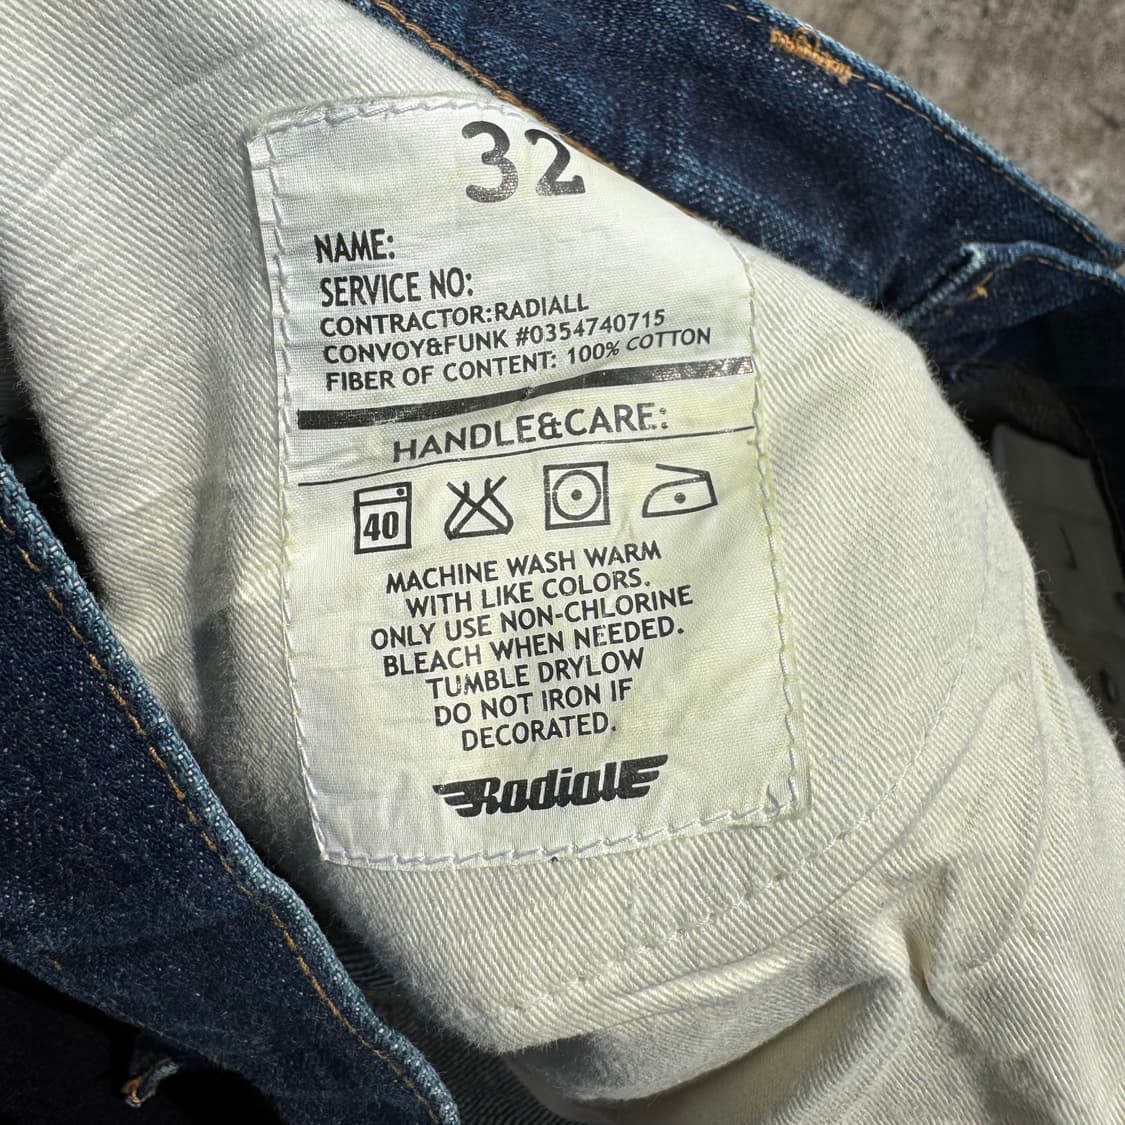 32
NAME:
SERVICE NO:
CONTRACTOR:RADIALL
CONVOY&FUNK #0354740715
FIBER OF CONTENT: 100% COTTON
HANDLE&CARE:
40
MACHINE WASH WARM
WITH LIKE COLORS.
ONLY USE NON-CHLORINE
BLEACH WHEN NEEDED.
TUMBLE DRYLOW
DO NOT IRON IF
DECORATED.
Radiall